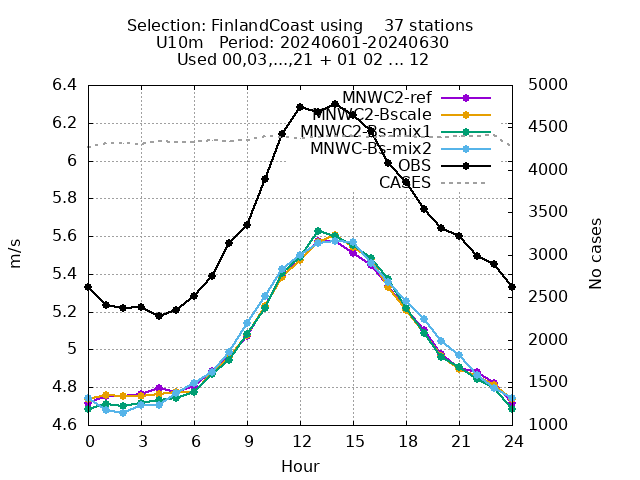 Selection: FinlandCoast using    37 stations
U10m   Period: 20240601-20240630
Used 00,03,...,21 + 01 02 ... 12
6.4
6.2
6
5.8
5.6
5.4
5.2
5
4.8
4.6
m/s
MNWC2-ref
MNWC2-Bscale
MNWC2-Bs-mix1
MNWC-Bs-mix2
OBS
CASES
5000
4500
4000
3500
3000
2500
2000
1500
1000
No cases
0 3 6 9 12 15 18 21 24
Hour